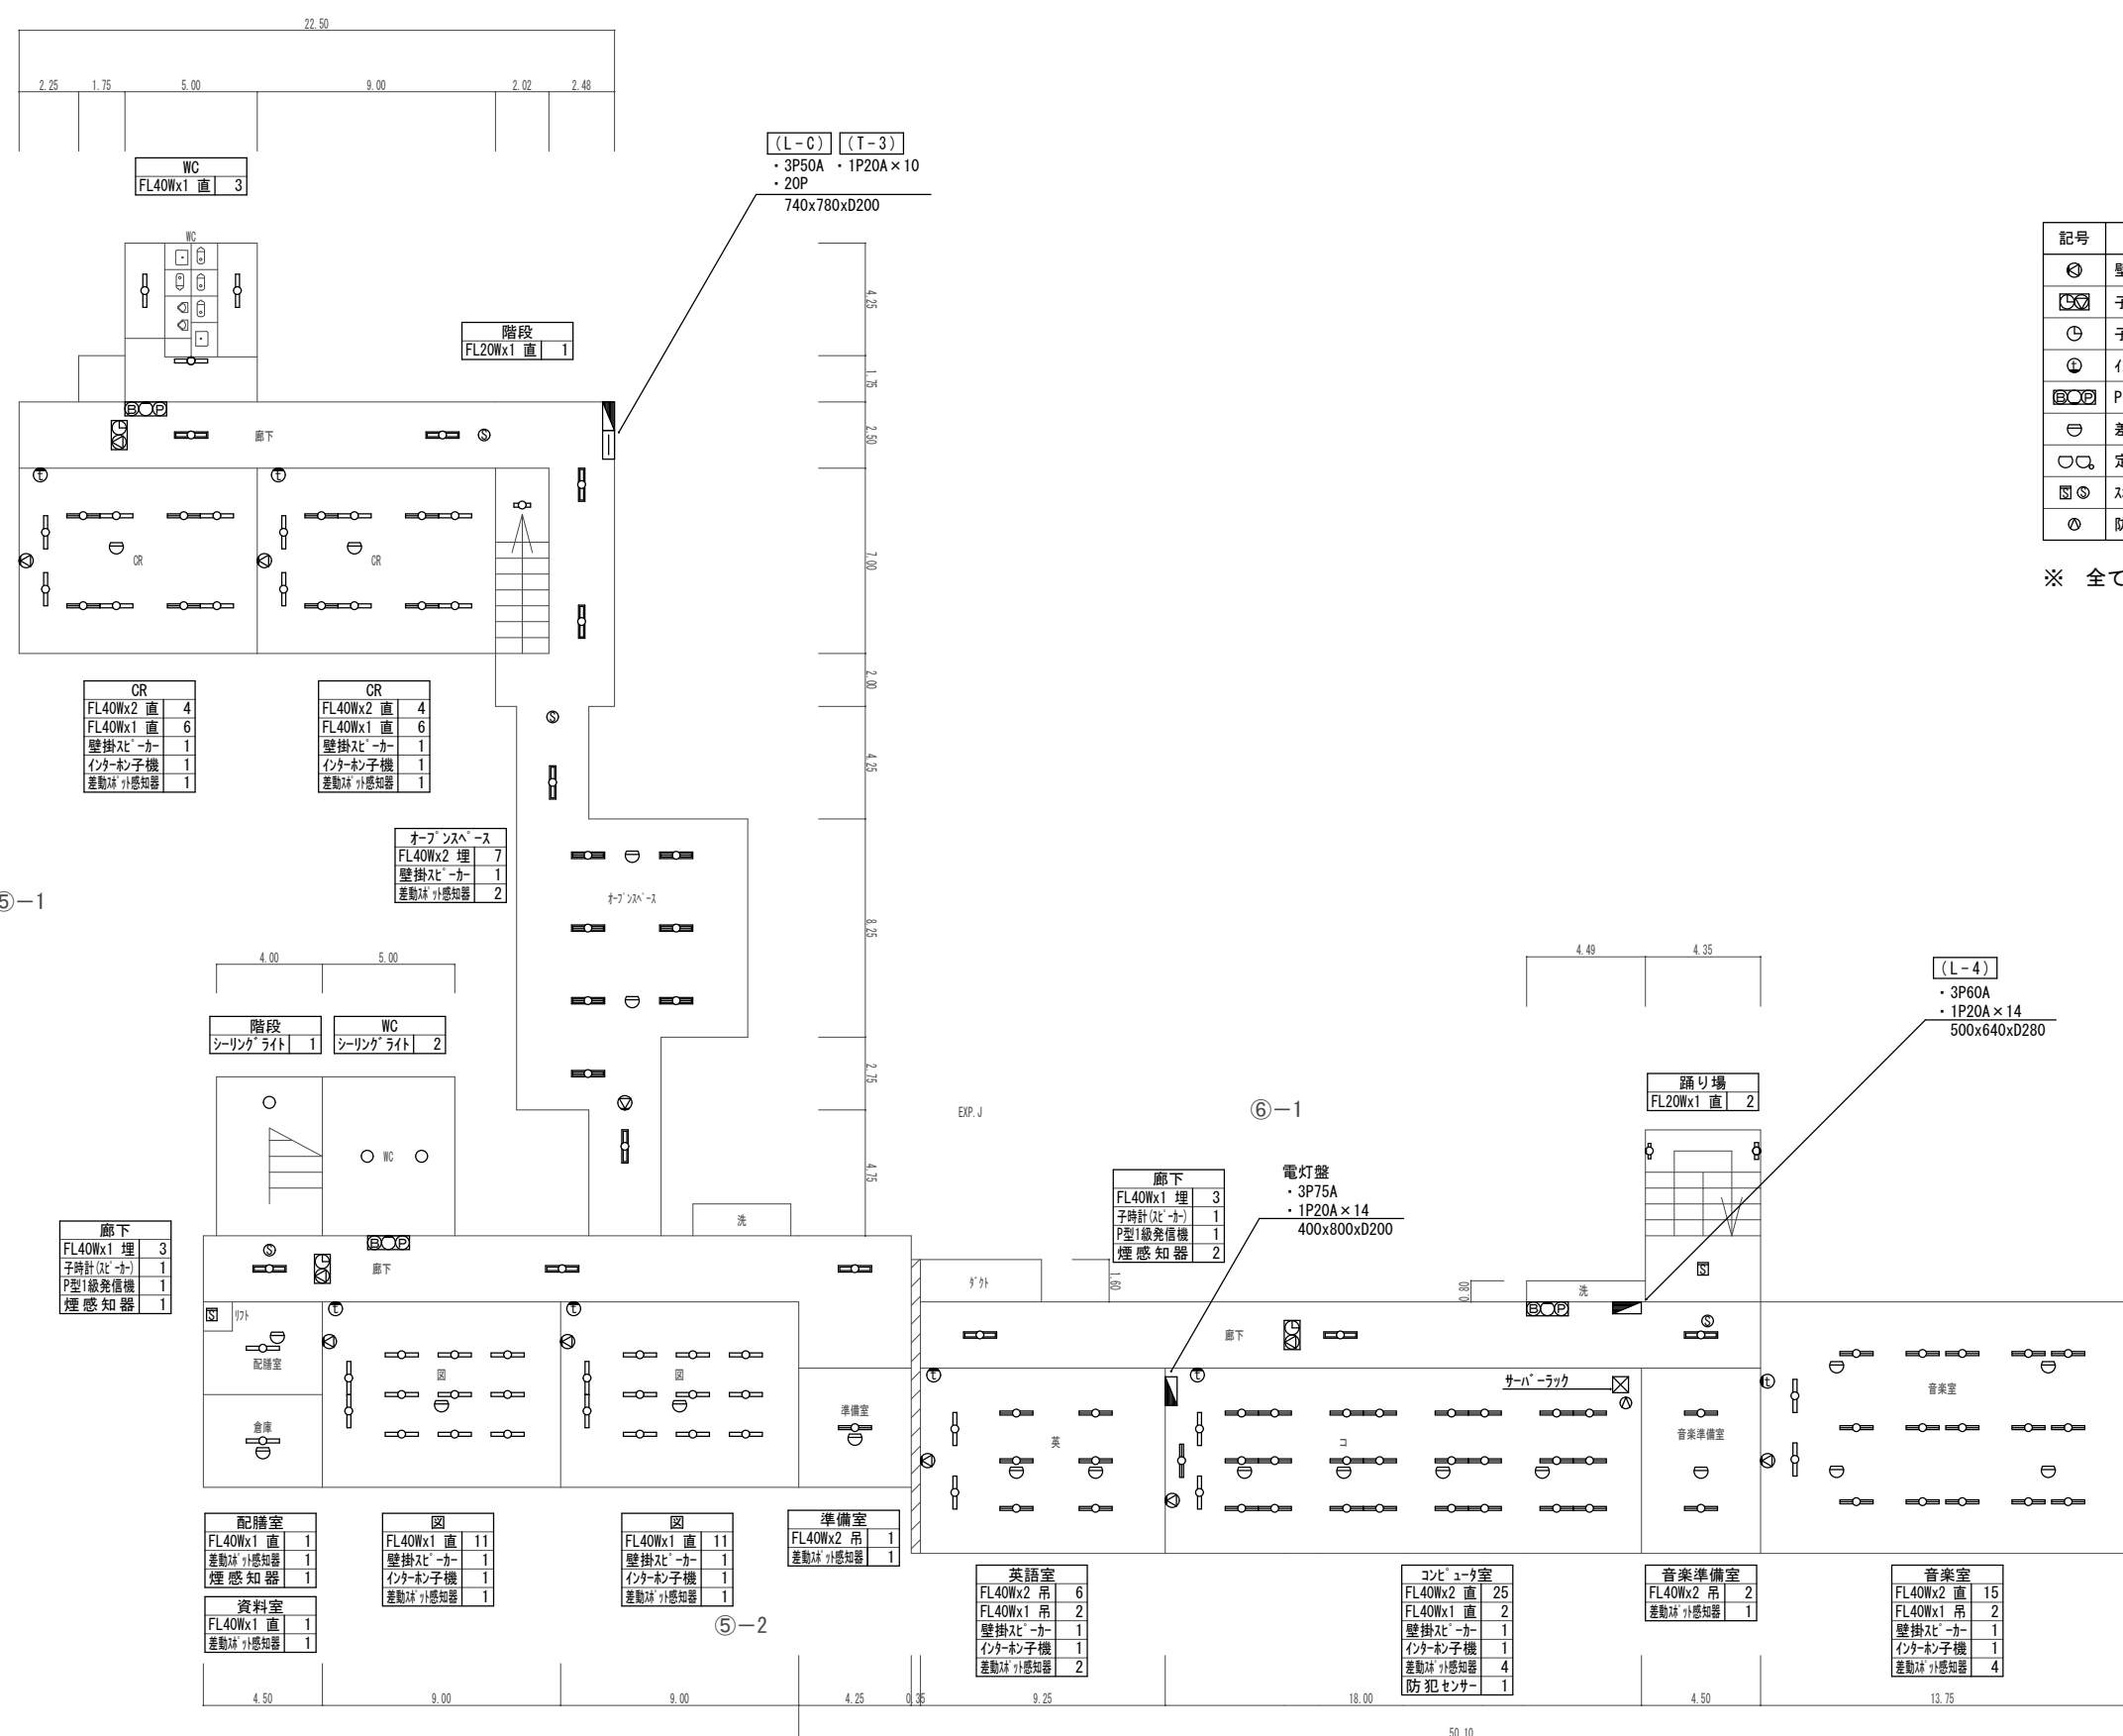 22.50
2.25 1.75 5.00 9.00 2.02 2.48
(L-C) (T-3)
・3P50A ・1P20A×10
・20P
740x780xD200
WC
FL40Wx1 直 3
WC
階段
FL20Wx1 直 1
記号
※ 全て
4.25
1.75
2.50
7.00
2.00
4.25
8.25
2.75
4.75
B P
廊下
S
t
t
CR
CR
CR
FL40Wx2 直 4
FL40Wx1 直 6
壁掛スピーカー 1
インターホン子機 1
差動スポット感知器 1
CR
FL40Wx2 直 4
FL40Wx1 直 6
壁掛スピーカー 1
インターホン子機 1
差動スポット感知器 1
S
オープンスペース
FL40Wx2 埋 7
壁掛スピーカー 1
差動スポット感知器 2
オープンスペース
⑤-1
4.00 5.00
階段
シーリングライト 1
WC
シーリングライト 2
WC
4.49 4.35
(L-4)
・3P60A
・1P20A×14
500x640xD280
踊り場
FL20Wx1 直 2
EXP.J
⑥-1
廊下
FL40Wx1 埋 3
子時計(スピーカー) 1
P型1級発信機 1
煙感知器 2
電灯盤
・3P75A
・1P20A×14
400x800xD200
洗
廊下
FL40Wx1 埋 3
子時計(スピーカー) 1
P型1級発信機 1
煙感知器 1
B P
S
廊下
ダクト
1.60
0.80
洗
S
B P
S
廊下
S
リフト
配膳室
倉庫
t
図
t
図
準備室
t
英
t
コ
サーバーラック
音楽準備室
t
音楽室
配膳室
FL40Wx1 直 1
差動スポット感知器 1
煙感知器 1
資料室
FL40Wx1 直 1
差動スポット感知器 1
図
FL40Wx1 直 11
壁掛スピーカー 1
インターホン子機 1
差動スポット感知器 1
図
FL40Wx1 直 11
壁掛スピーカー 1
インターホン子機 1
差動スポット感知器 1
準備室
FL40Wx2 吊 1
差動スポット感知器 1
⑤-2
英語室
FL40Wx2 吊 6
FL40Wx1 吊 2
壁掛スピーカー 1
インターホン子機 1
差動スポット感知器 2
コンピュータ室
FL40Wx2 直 25
FL40Wx1 直 2
壁掛スピーカー 1
インターホン子機 1
差動スポット感知器 4
防犯センサー 1
音楽準備室
FL40Wx2 吊 2
差動スポット感知器 1
音楽室
FL40Wx2 直 15
FL40Wx1 吊 2
壁掛スピーカー 1
インターホン子機 1
差動スポット感知器 4
4.50 9.00 9.00 4.25 0.35 9.25 18.00 4.50 13.75
50.10